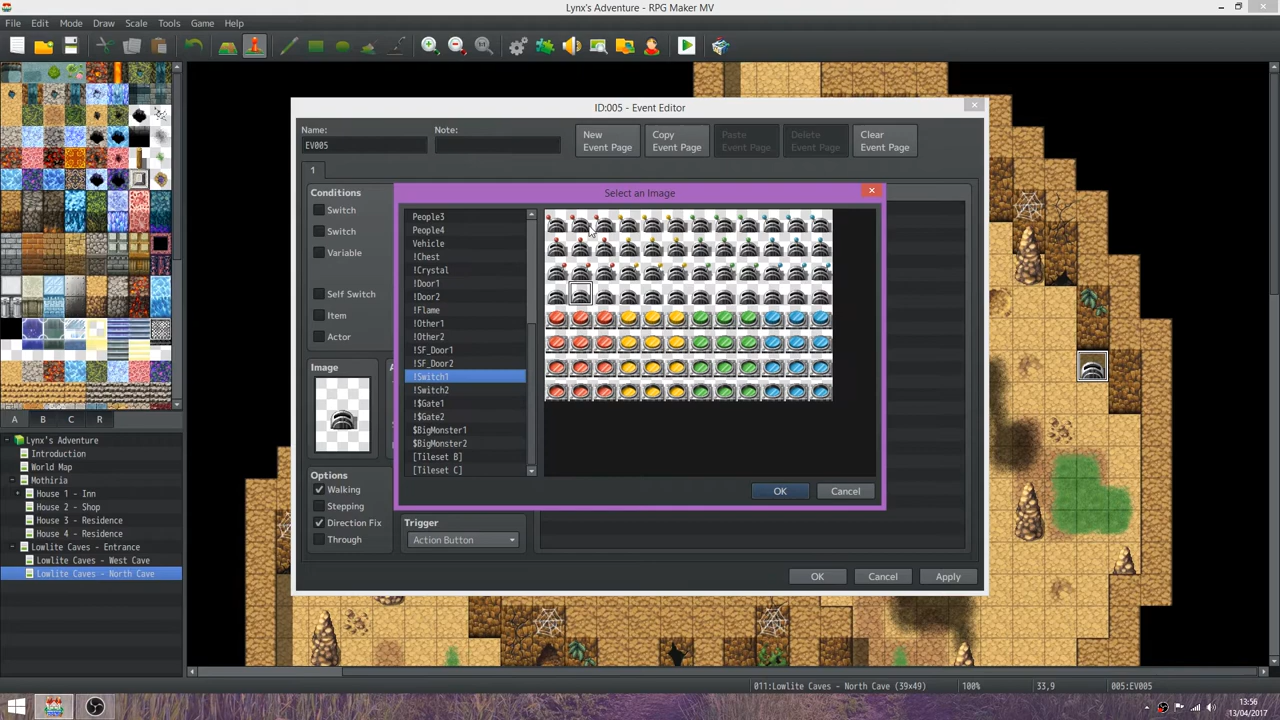 Lynx's Adventure - RPG Maker MV
File Edit Mode Draw Scale Tools Game Help
ID:005 - Event Editor
Name:
Note:
EV005
New Event Page
Copy Event Page
Paste Event Page
Delete Event Page
Clear Event Page
1
Conditions
Switch
Switch
Variable
Self Switch
Item
Actor
Image
Options
Walking
Stepping
Direction Fix
Through
Trigger
Action Button
OK
Cancel
Apply
Select an Image
People3
People4
Vehicle
!Chest
!Crystal
!Door1
!Door2
!Flame
!Other1
!Other2
!SF_Door1
!SF_Door2
!Switch1
!Switch2
!$Gate1
!$Gate2
$BigMonster1
$BigMonster2
[Tileset B]
[Tileset C]
OK
Cancel
A B C R
Lynx's Adventure
Introduction
World Map
Mothiria
House 1 - Inn
House 2 - Shop
House 3 - Residence
House 4 - Residence
Lowlite Caves - Entrance
Lowlite Caves - West Cave
Lowlite Caves - North Cave
011:Lowlite Caves - North Cave (39x49) 100% 33,9 005:EV005
13:56
13/04/2017